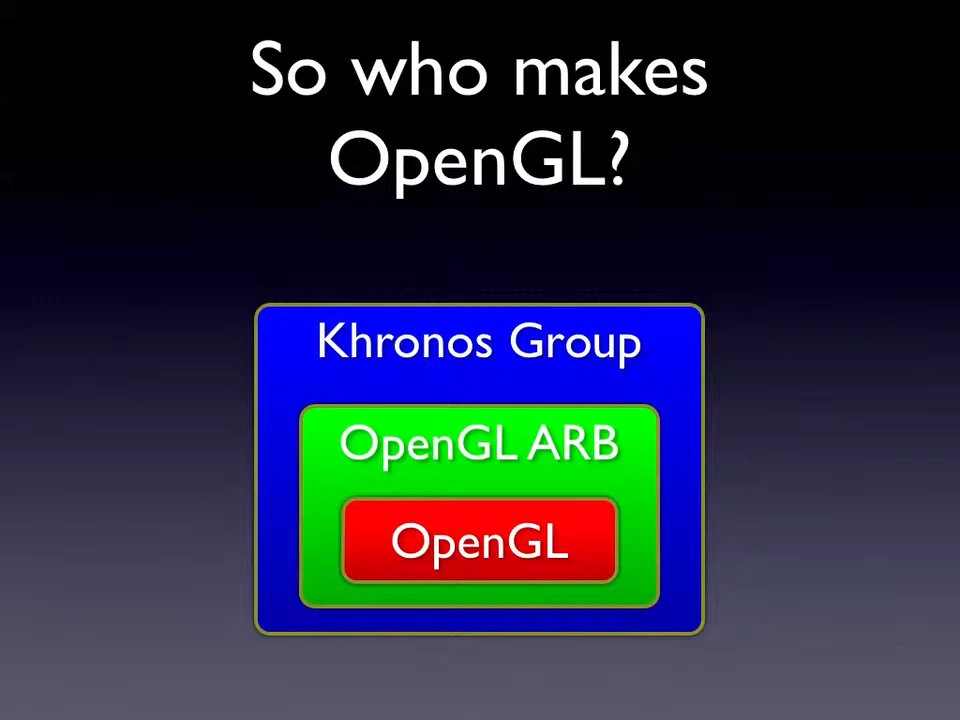 So who makes
OpenGL?
Khronos Group
OpenGL ARB
OpenGL